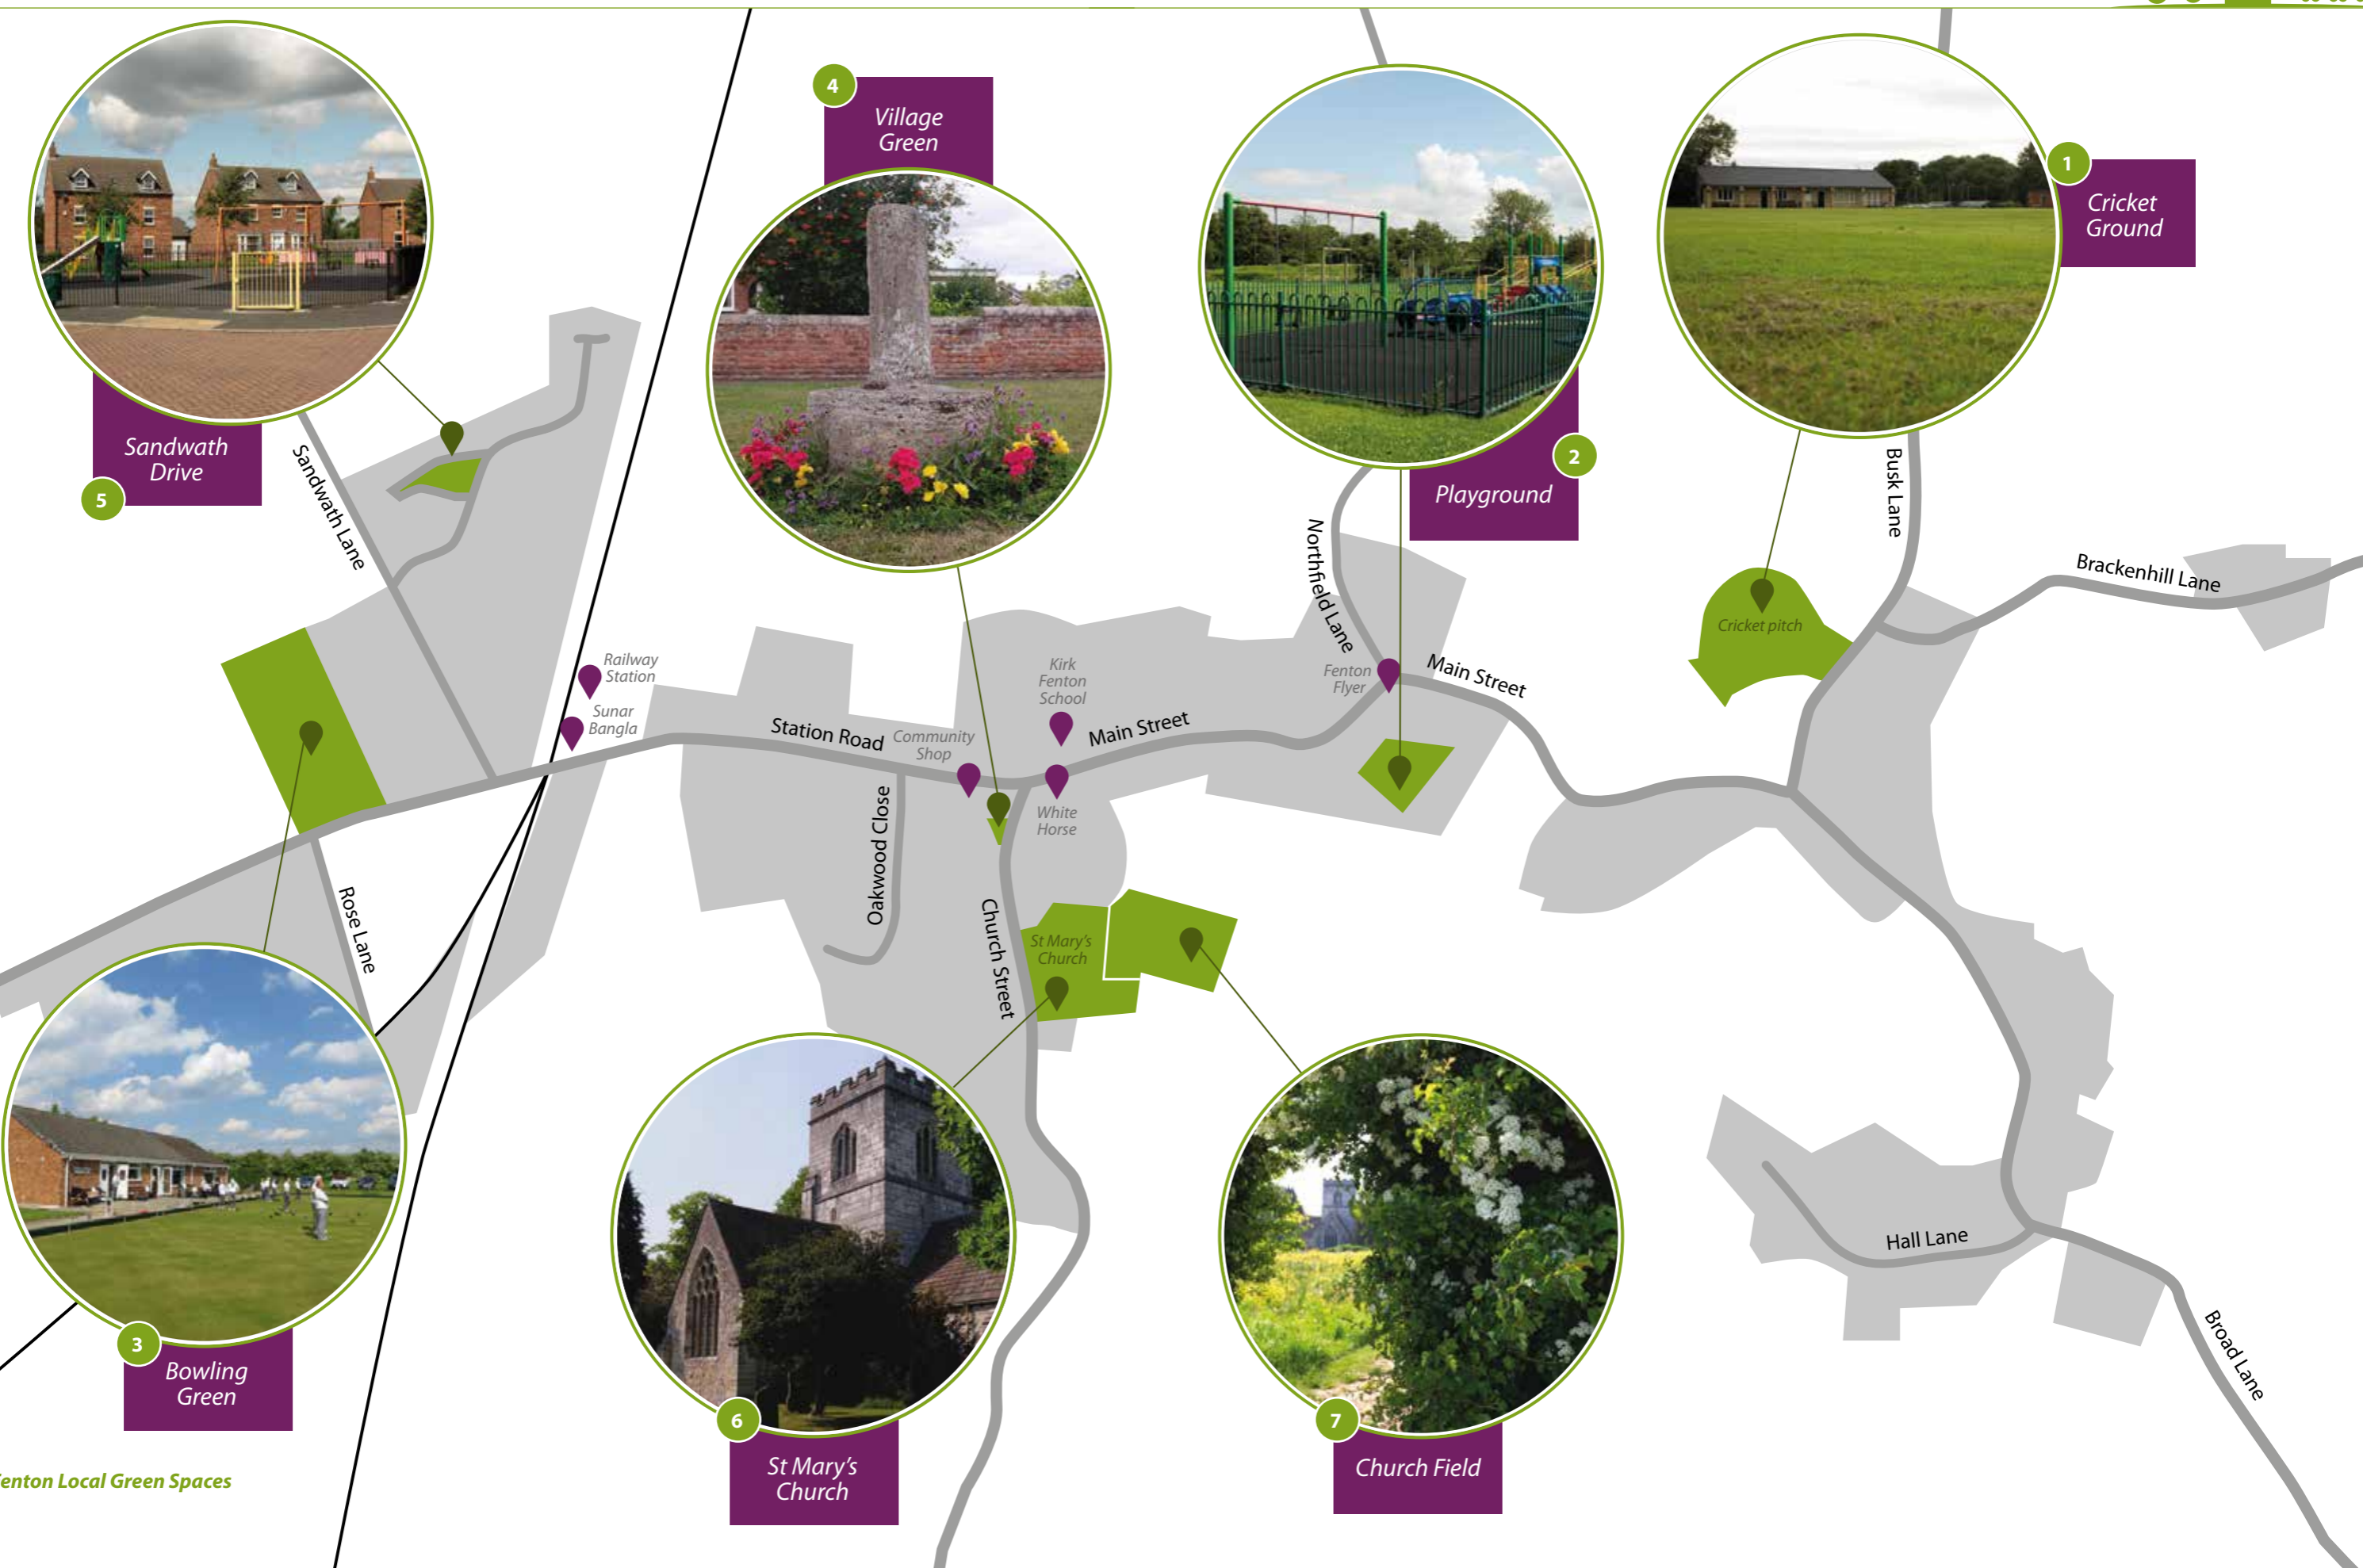 4
Village
Green
1
Cricket
Ground
Sandwath
Drive
5
2
Playground
Sandwath Lane
Busk Lane
Brackenhill Lane
Northfield Lane
Cricket pitch
Railway
Station
Sunar
Bangla
Kirk
Fenton
School
Fenton
Flyer
Main Street
Station Road
Community
Shop
Main Street
White
Horse
Oakwood Close
Rose Lane
Church Street
St Mary's
Church
Hall Lane
Broad Lane
3
Bowling
Green
6
St Mary's
Church
7
Church Field
enton Local Green Spaces